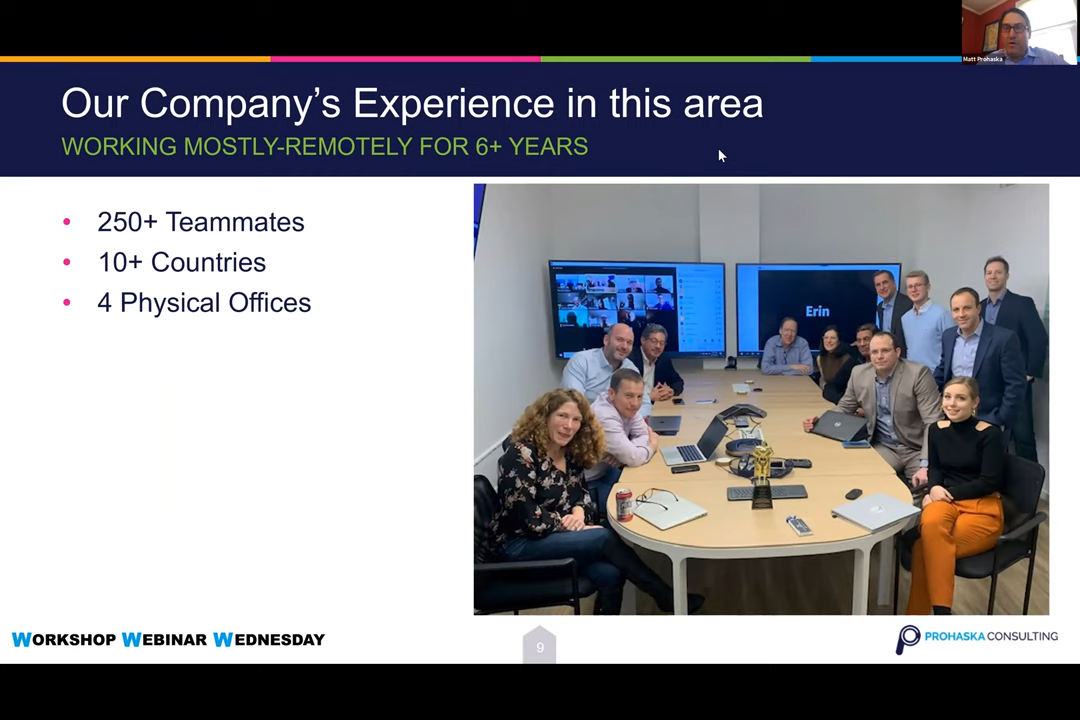 Matt Prohaska
Our Company's Experience in this area
WORKING MOSTLY-REMOTELY FOR 6+ YEARS
• 250+ Teammates
• 10+ Countries
• 4 Physical Offices
Erin
WORKSHOP WEBINAR WEDNESDAY
9
PROHASKA CONSULTING